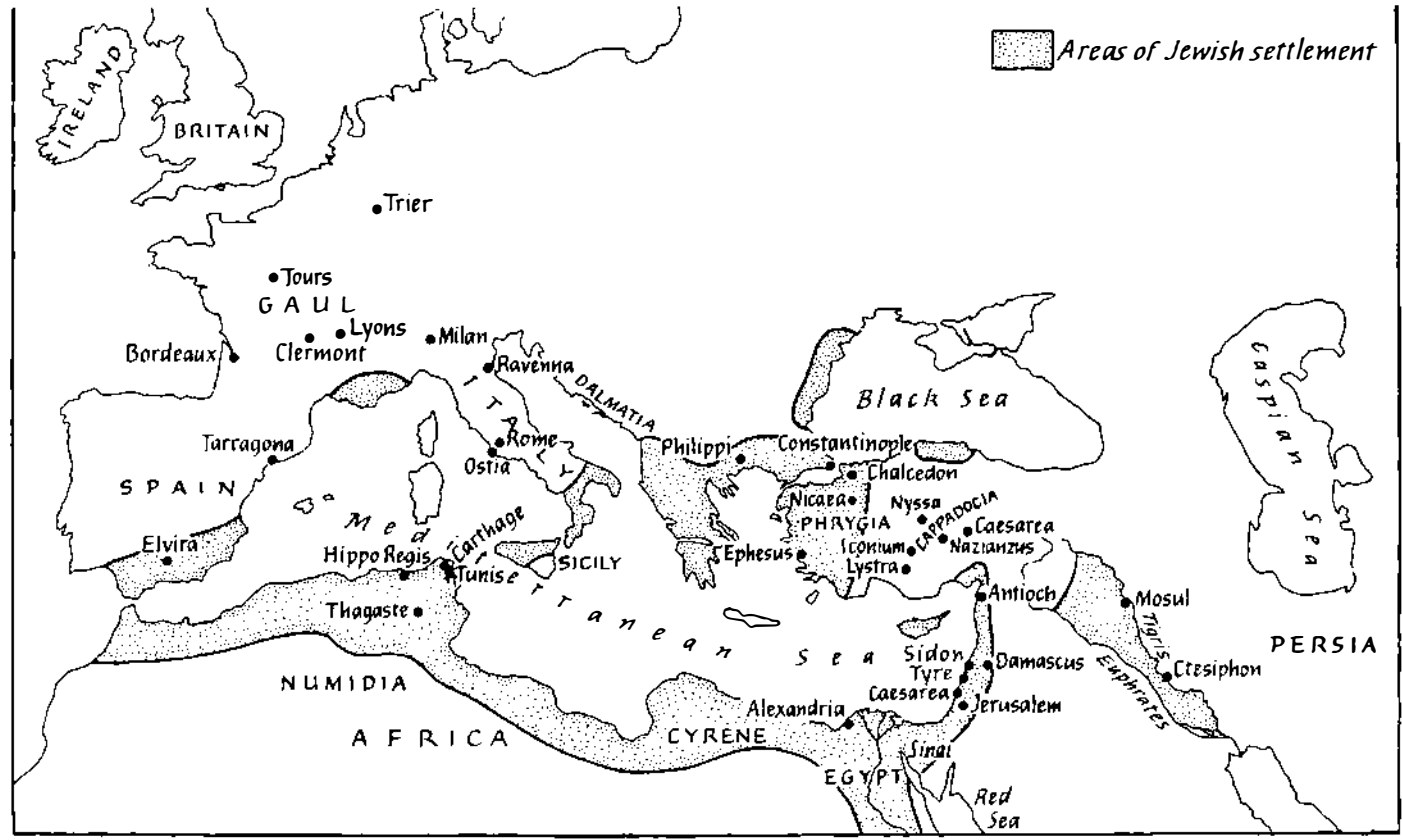 Areas of Jewish settlement
IRELAND
BRITAIN
Trier
Tours
GAUL
Lyons
Clermont
Milan
Bordeaux
Ravenna
ITALY
DALMATIA
Black Sea
Caspian Sea
Tarragona
Rome
Ostia
Philippi
Constantinople
Chalcedon
SPAIN
Nicaea
Nyssa
CAPPADOCIA
PHRYGIA
Caesarea
Elvira
Mediterranean Sea
Carthage
Hippo Regis
Tunise
SICILY
Ephesus
Iconium
Nazianzus
Lystra
Thagaste
Antioch
Mosul
Tigris
PERSIA
Sidon
Damascus
Tyre
Ctesiphon
Euphrates
NUMIDIA
Caesarea
Jerusalem
Alexandria
AFRICA
CYRENE
Sinai
EGYPT
Red
Sea